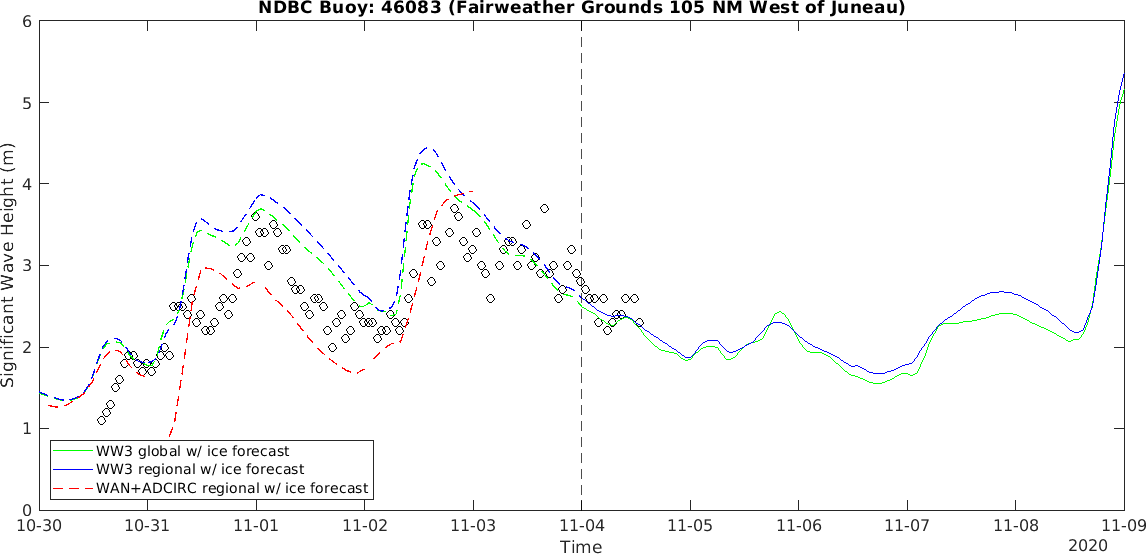 NDBC Buoy: 46083 (Fairweather Grounds 105 NM West of Juneau)
6
5
4
3
2
1
0
Significant Wave Height (m)
WW3 global w/ ice forecast
WW3 regional w/ ice forecast
WAN+ADCIRC regional w/ ice forecast
10-30 10-31 11-01 11-02 11-03 11-04 11-05 11-06 11-07 11-08 11-09
Time
2020